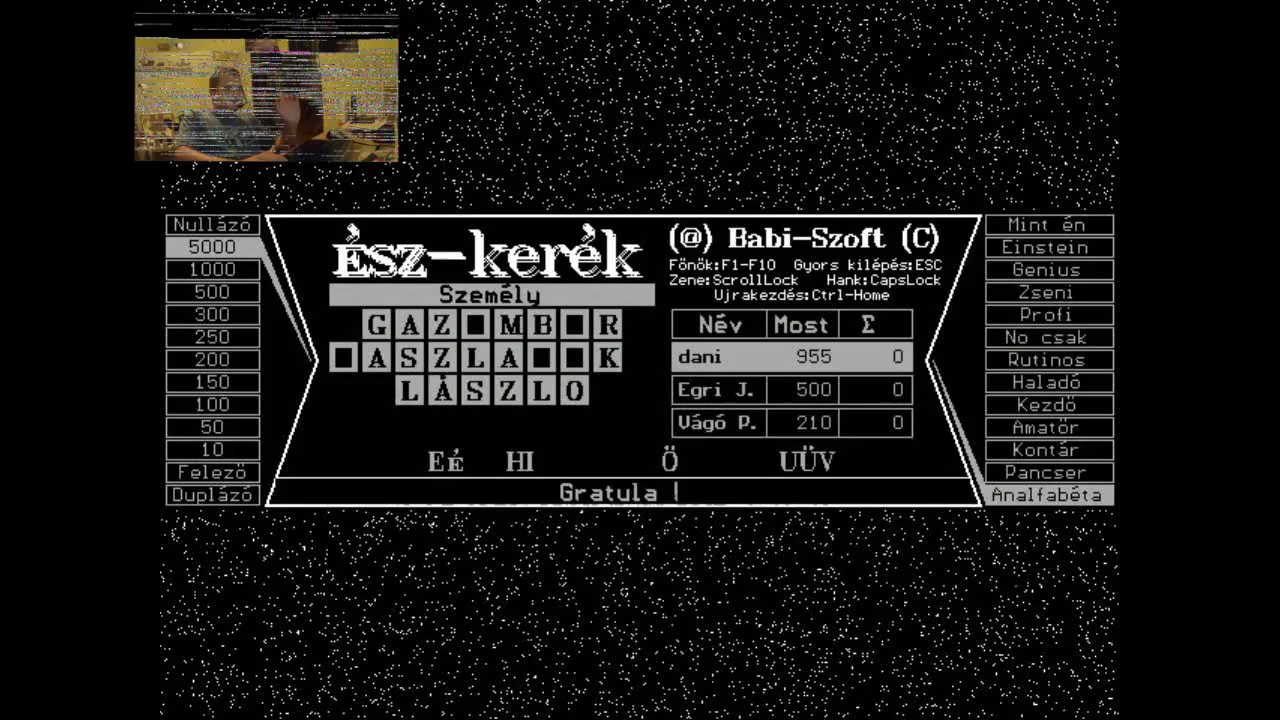 Nullázó
5000
1000
500
300
250
200
150
100
50
10
Felező
Duplázó
Ész-kerék
Személy
GAZ■MB■R
■ASZLA■■K
LÁSZLO
EÉ HI Ö UÜV
Gratula !
(@) Babi-Szoft (C)
Főnök:F1-F10 Gyors kilépés:ESC
Zene:ScrollLock Hank:CapsLock
Ujrakezdés:Ctrl-Home
Név Most Σ
dani 955 0
Egri J. 500 0
Vágó P. 210 0
Mint én
Einstein
Genius
Zseni
Profi
No csak
Rutinos
Haladó
Kezdő
Amatőr
Kontár
Pancser
Analfabéta